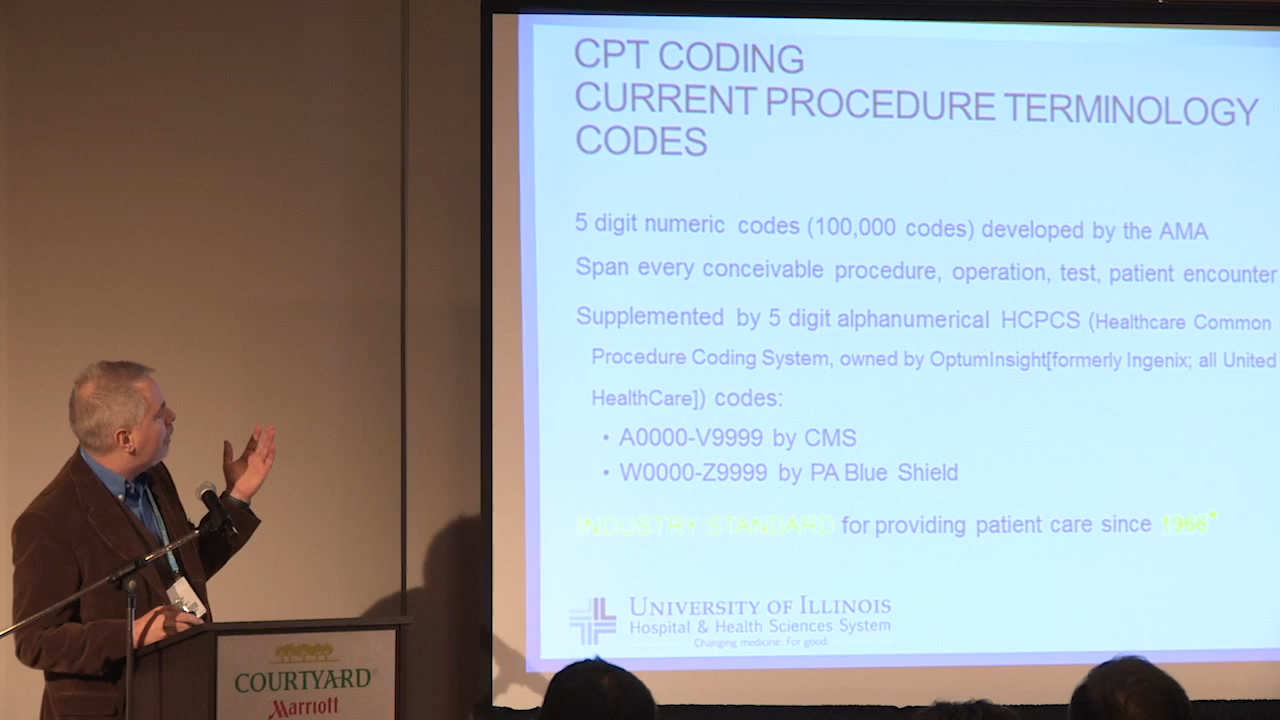 CPT CODING
CURRENT PROCEDURE TERMINOLOGY
CODES
5 digit numeric codes (100,000 codes) developed by the AMA
Span every conceivable procedure, operation, test, patient encounter
Supplemented by 5 digit alphanumerical HCPCS (Healthcare Common
Procedure Coding System, owned by OptumInsight[formerly Ingenix; all United
HealthCare]) codes:
• A0000-V9999 by CMS
• W0000-Z9999 by PA Blue Shield
INDUSTRY STANDARD for providing patient care since 1966*
UNIVERSITY OF ILLINOIS
Hospital & Health Sciences System
Changing medicine. For good.
COURTYARD®
Marriott